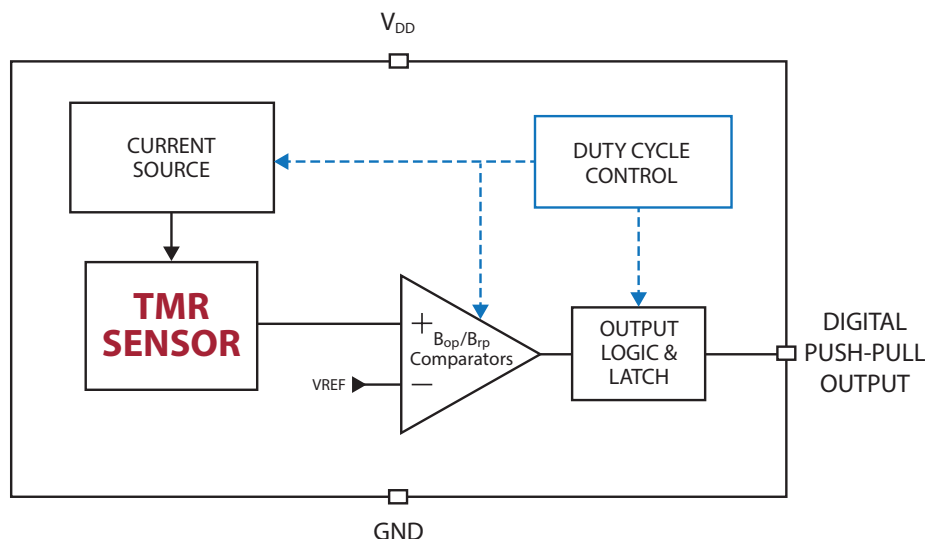 VDD
CURRENT
SOURCE
DUTY CYCLE
CONTROL
TMR
SENSOR
+
Bop/Brp
Comparators
VREF
—
OUTPUT
LOGIC &
LATCH
DIGITAL
PUSH-PULL
OUTPUT
GND